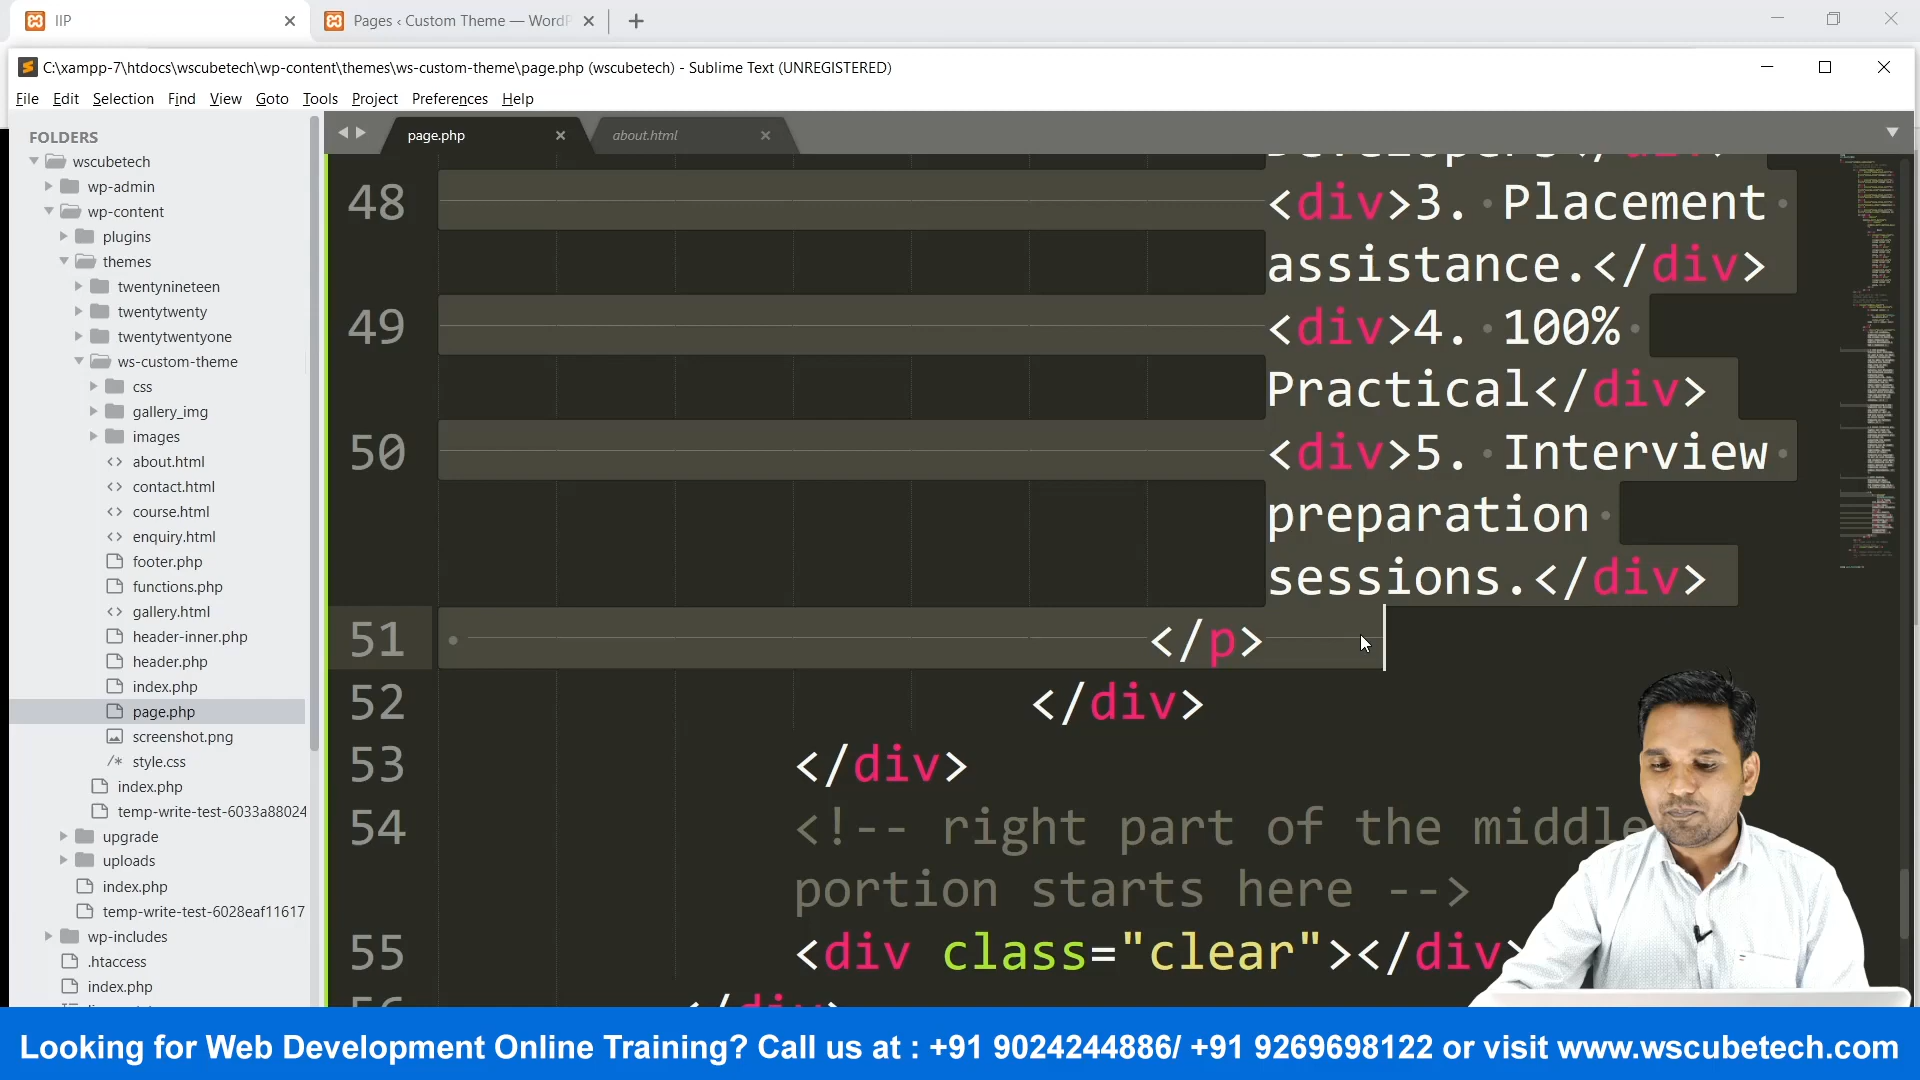 IIP
Pages ‹ Custom Theme — WordP
C:\xampp-7\htdocs\wscubetech\wp-content\themes\ws-custom-theme\page.php (wscubetech) - Sublime Text (UNREGISTERED)
File Edit Selection Find View Goto Tools Project Preferences Help
FOLDERS
wscubetech
wp-admin
wp-content
plugins
themes
twentynineteen
twentytwenty
twentytwentyone
ws-custom-theme
css
gallery_img
images
about.html
contact.html
course.html
enquiry.html
footer.php
functions.php
gallery.html
header-inner.php
header.php
index.php
page.php
screenshot.png
style.css
index.php
temp-write-test-6033a88024
upgrade
uploads
index.php
temp-write-test-6028eaf11617
wp-includes
.htaccess
index.php
page.php
about.html
Developers</div>
48 <div>3. Placement
assistance.</div>
49 <div>4. 100%
Practical</div>
50 <div>5. Interview
preparation
sessions.</div>
51 </p>
52 </div>
53 </div>
54 <!-- right part of the middle
portion starts here -->
55 <div class="clear"></div>
56 </div>
Looking for Web Development Online Training? Call us at : +91 9024244886/ +91 9269698122 or visit www.wscubetech.com